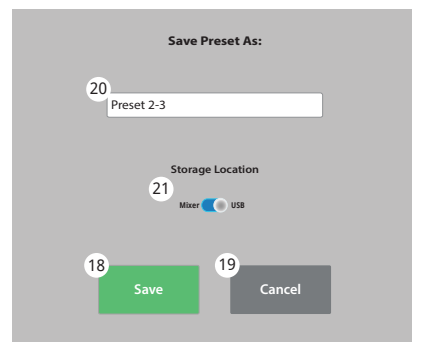 Save Preset As:
20
Preset 2-3
Storage Location
21
Mixer USB
18 19
Save Cancel